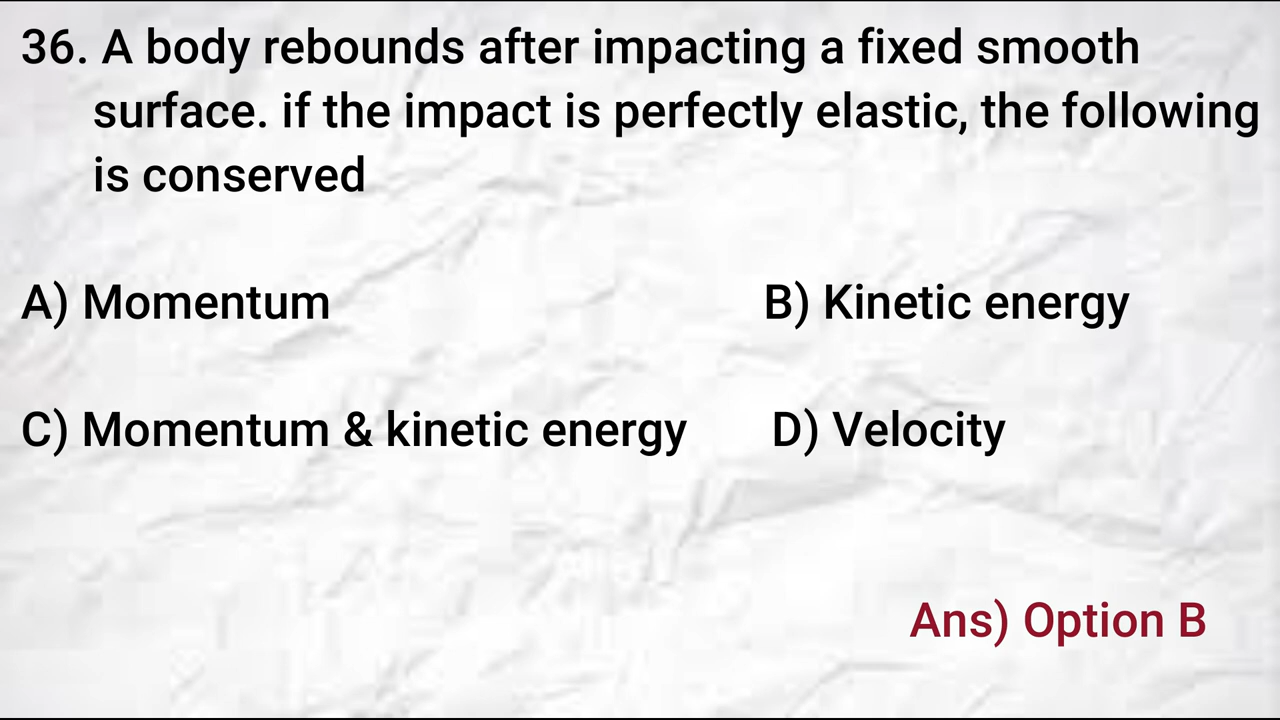 36. A body rebounds after impacting a fixed smooth
surface. if the impact is perfectly elastic, the following
is conserved
A) Momentum B) Kinetic energy
C) Momentum & kinetic energy D) Velocity
Ans) Option B